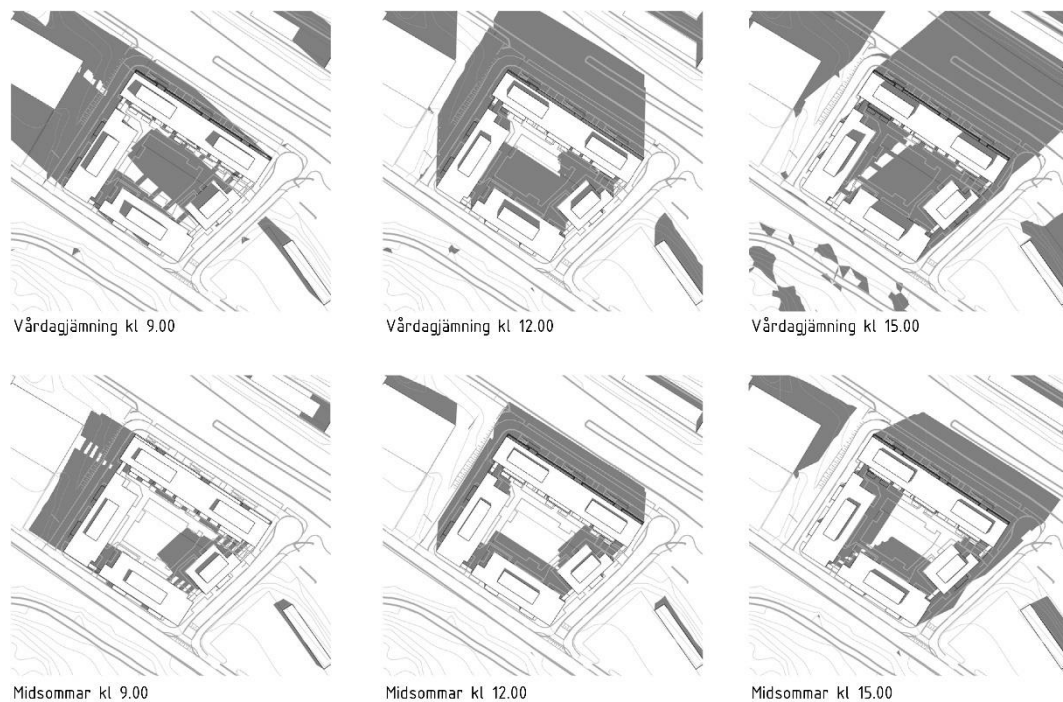 Vårdagjämning kl 9.00
Vårdagjämning kl 12.00
Vårdagjämning kl 15.00
Midsommar kl 9.00
Midsommar kl 12.00
Midsommar kl 15.00